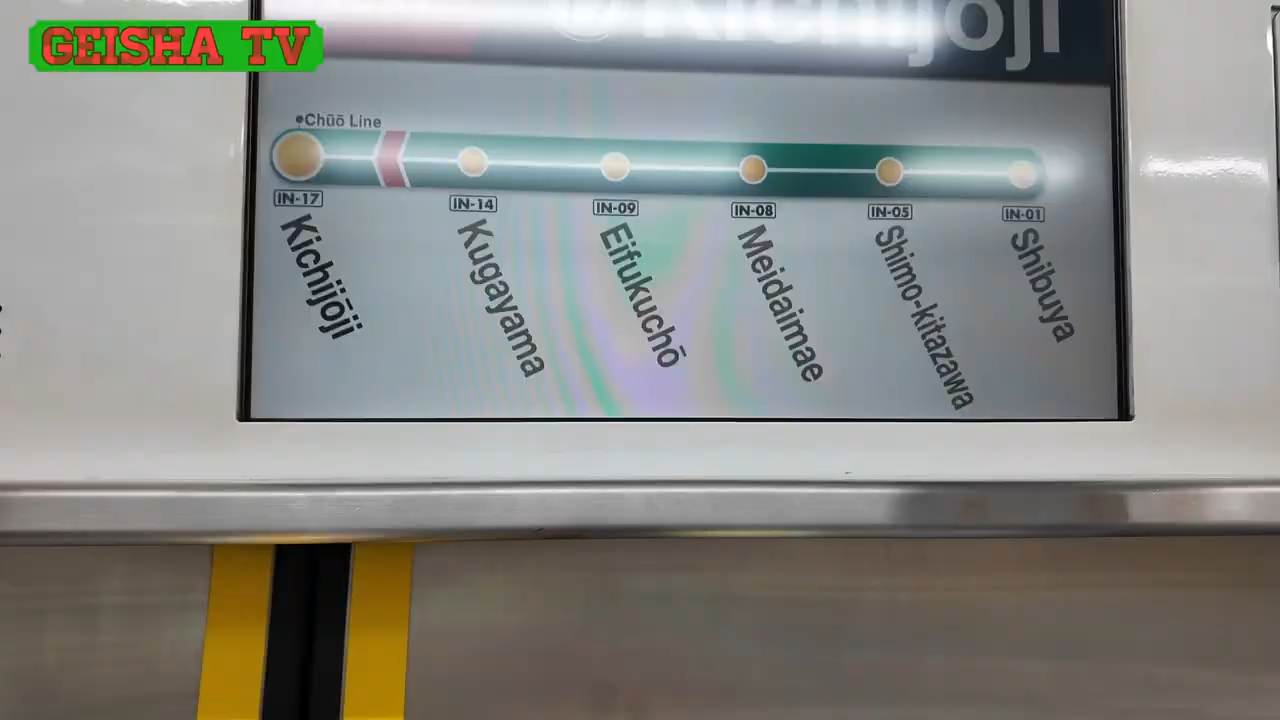 GEISHA TV
Kichijōji
Chūō Line
IN-17
IN-14
IN-09
IN-08
IN-05
IN-01
Kichijōji
Kugayama
Eifukuchō
Meidaimae
Shimo-kitazawa
Shibuya